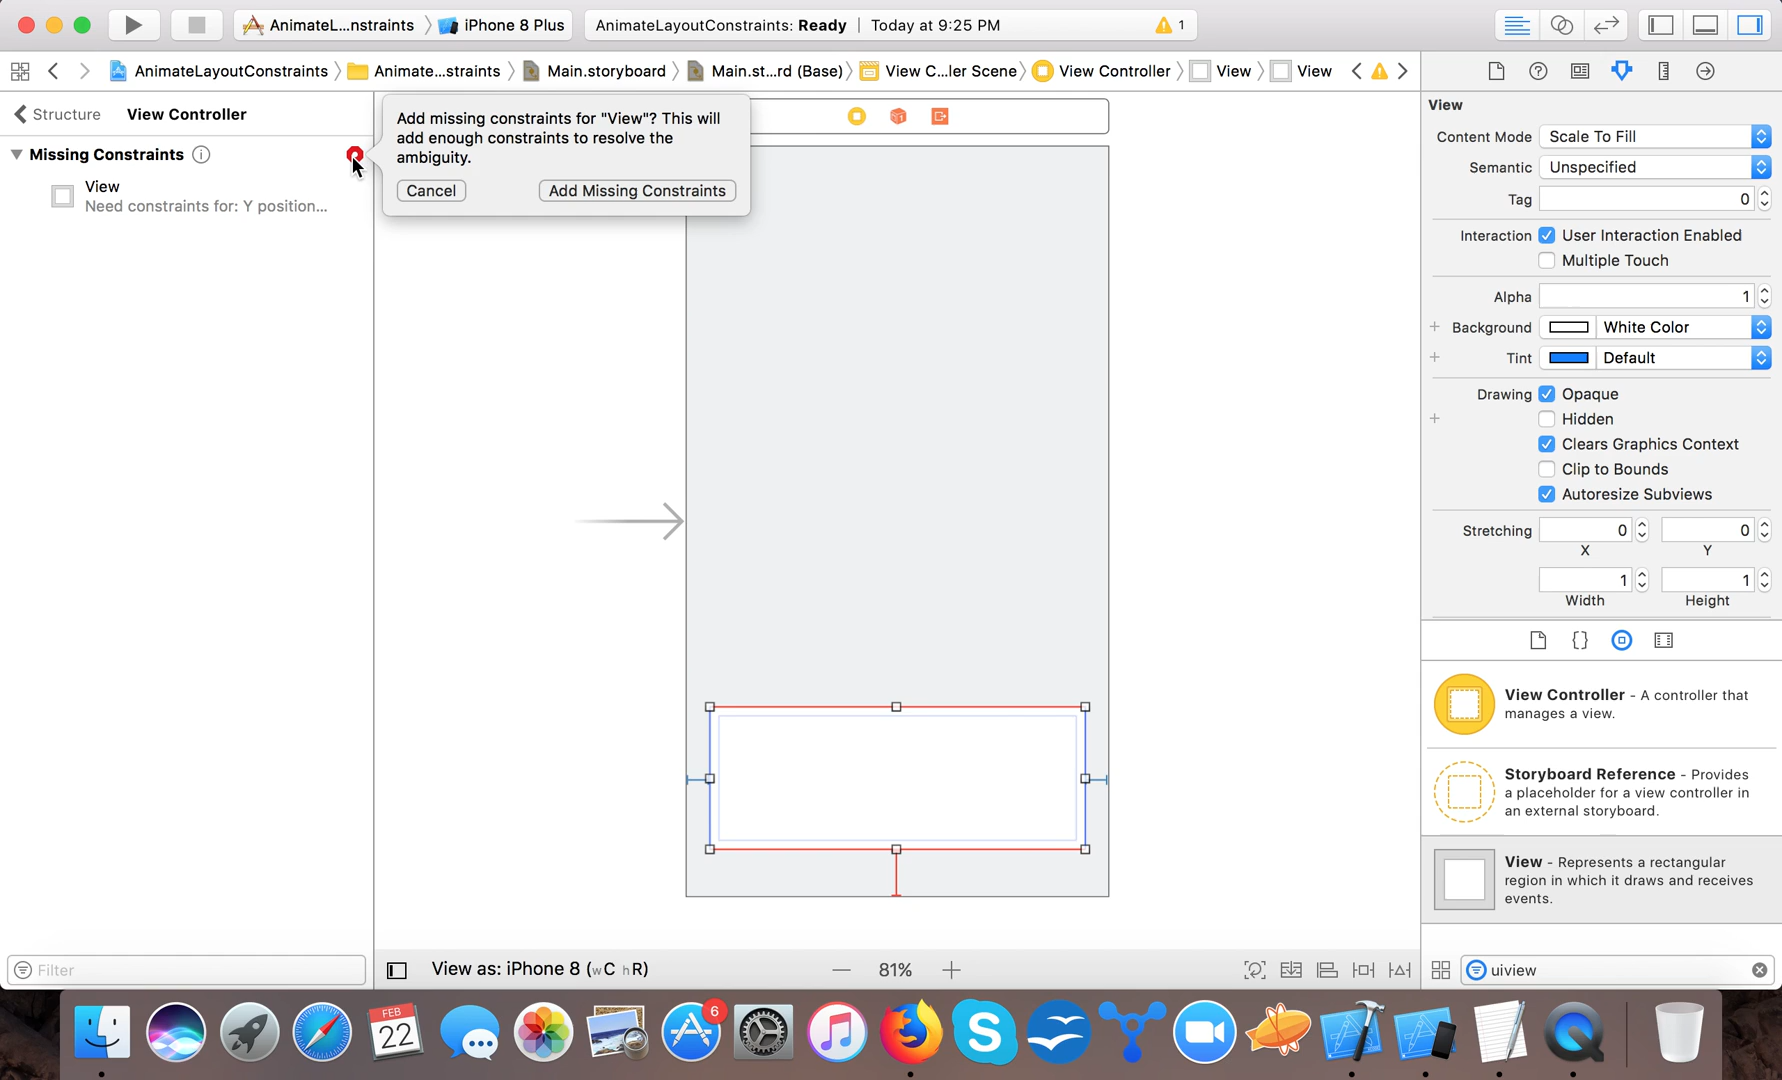 AnimateL...nstraints
iPhone 8 Plus
AnimateLayoutConstraints: Ready | Today at 9:25 PM
1
AnimateLayoutConstraints
Animate...straints
Main.storyboard
Main.st...rd (Base)
View C...ler Scene
View Controller
View
View
Structure
View Controller
Missing Constraints
View
Need constraints for: Y position...
Add missing constraints for "View"? This will
add enough constraints to resolve the
ambiguity.
Cancel
Add Missing Constraints
View
Content Mode Scale To Fill
Semantic Unspecified
Tag 0
Interaction User Interaction Enabled
Multiple Touch
Alpha 1
+ Background White Color
+ Tint Default
Drawing Opaque
+ Hidden
Clears Graphics Context
Clip to Bounds
Autoresize Subviews
Stretching 0 0
X Y
1 1
Width Height
View Controller - A controller that
manages a view.
Storyboard Reference - Provides
a placeholder for a view controller in
an external storyboard.
View - Represents a rectangular
region in which it draws and receives
events.
Filter
View as: iPhone 8 (wC hR)
— 81% +
uiview
FEB
22
6